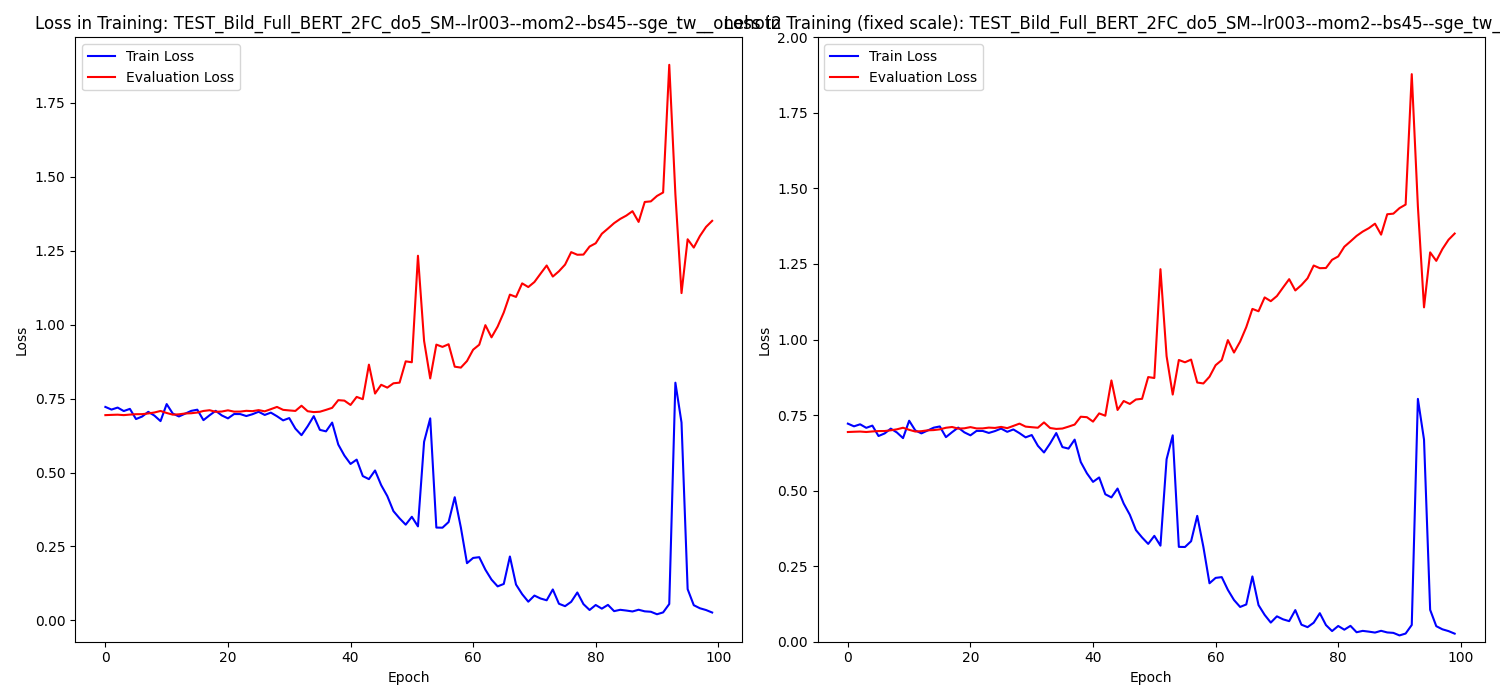 Loss in Training: TEST_Bild_Full_BERT_2FC_do5_SM--lr003--mom2--bs45--sge_tw__onehot2
Loss in Training (fixed scale): TEST_Bild_Full_BERT_2FC_do5_SM--lr003--mom2--bs45--sge_tw_
Train Loss
Evaluation Loss
1.75
1.50
1.25
1.00
0.75
0.50
0.25
0.00
Loss
0 20 40 60 80 100
Epoch
Train Loss
Evaluation Loss
2.00
1.75
1.50
1.25
1.00
0.75
0.50
0.25
0.00
Loss
0 20 40 60 80 100
Epoch